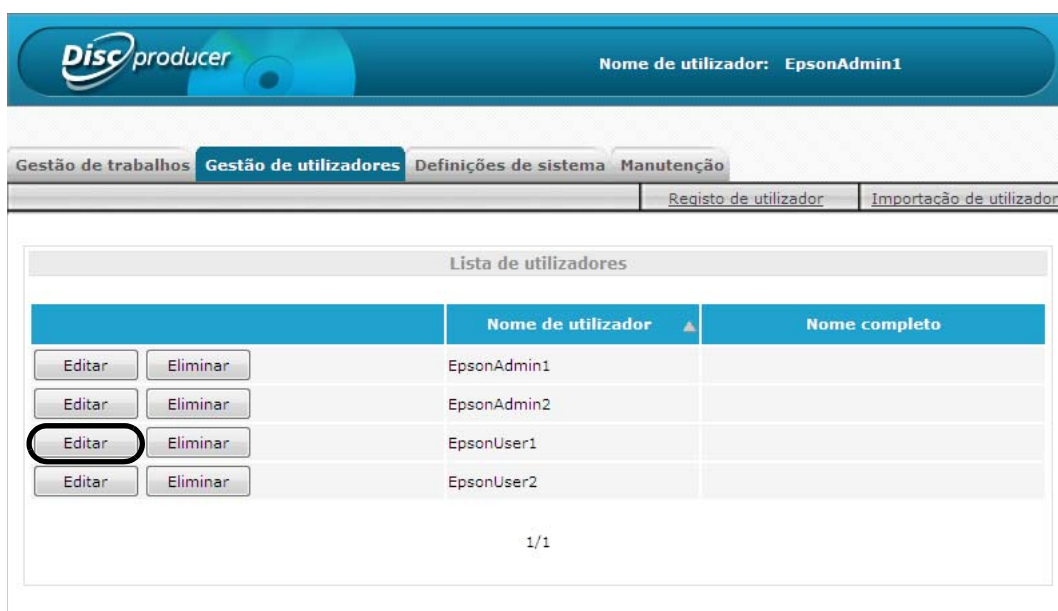 Disc producer
Nome de utilizador: EpsonAdmin1
Gestão de trabalhos Gestão de utilizadores Definições de sistema Manutenção
Registo de utilizador Importação de utilizador
Lista de utilizadores
Nome de utilizador Nome completo
Editar Eliminar EpsonAdmin1
Editar Eliminar EpsonAdmin2
Editar Eliminar EpsonUser1
Editar Eliminar EpsonUser2
1/1